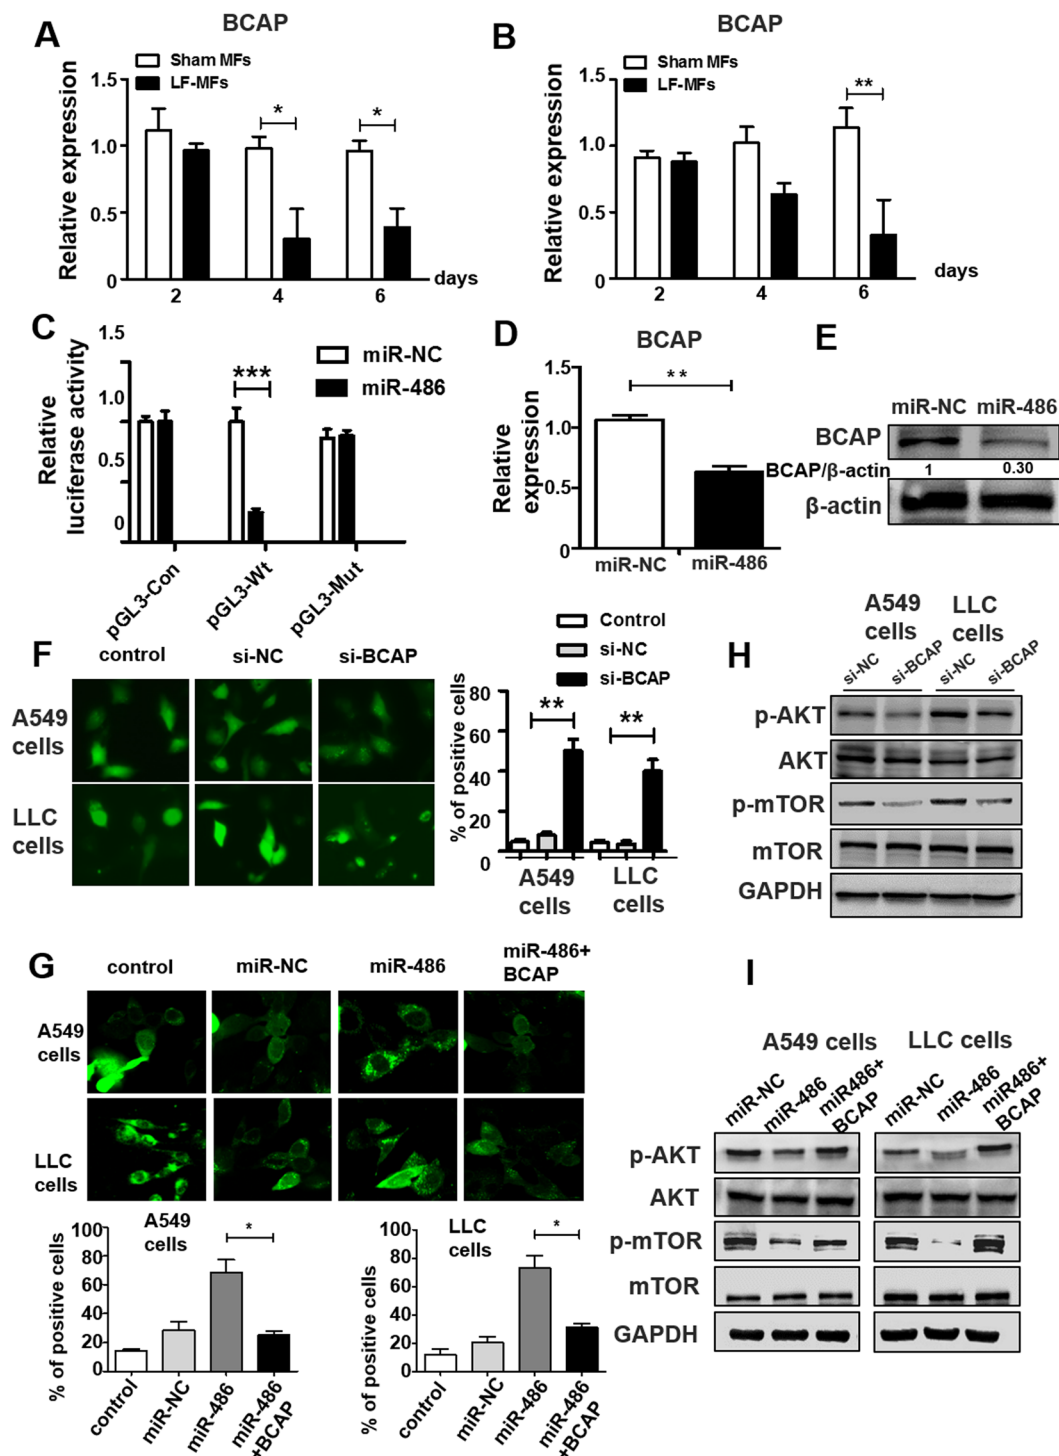 A
BCAP
Sham MFs
LF-MFs
Relative expression
1.5
1.0
0.5
0
*
*
2
4
6
days
B
BCAP
Sham MFs
LF-MFs
Relative expression
1.5
1.0
0.5
0
**
2
4
6
days
C
Relative
luciferase activity
1.5
1.0
0.5
0
***
miR-NC
miR-486
pGL3-Con
pGL3-Wt
pGL3-Mut
D
BCAP
Relative
expression
1.5
1.0
0.5
0
**
miR-NC
miR-486
E
miR-NC miR-486
BCAP
BCAP/β-actin 1 0.30
β-actin
F
control
si-NC
si-BCAP
A549
cells
LLC
cells
Control
si-NC
si-BCAP
% of positive cells
80
60
40
20
0
**
**
A549
cells
LLC
cells
H
A549
cells
LLC
cells
si-NC
si-BCAP
si-NC
si-BCAP
p-AKT
AKT
p-mTOR
mTOR
GAPDH
G
control
miR-NC
miR-486
miR-486+
BCAP
A549
cells
LLC
cells
A549
cells
% of positive cells
100
80
60
40
20
0
*
control
miR-NC
miR-486
miR-486
+BCAP
LLC
cells
% of positive cells
100
80
60
40
20
0
*
control
miR-NC
miR-486
miR-486
+BCAP
I
A549 cells
LLC cells
miR-NC
miR-486
miR486+
BCAP
miR-NC
miR-486
miR486+
BCAP
p-AKT
AKT
p-mTOR
mTOR
GAPDH